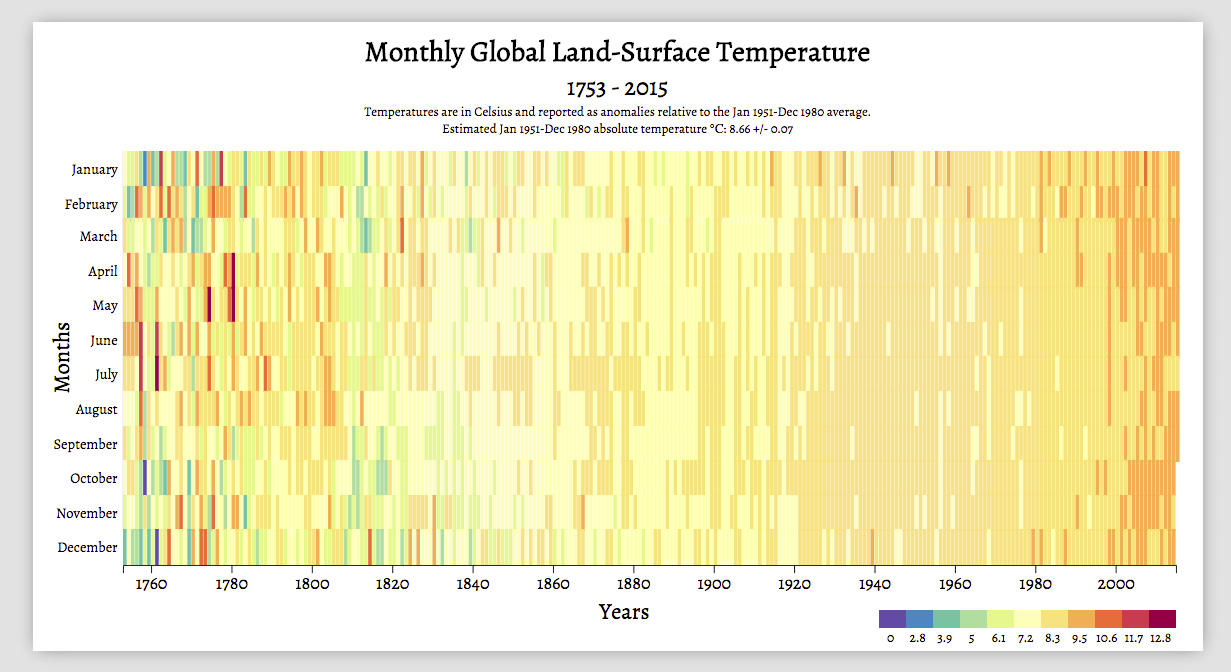 Monthly Global Land-Surface Temperature
1753 - 2015
Temperatures are in Celsius and reported as anomalies relative to the Jan 1951-Dec 1980 average.
Estimated Jan 1951-Dec 1980 absolute temperature °C: 8.66 +/- 0.07
Months
January
February
March
April
May
June
July
August
September
October
November
December
1760 1780 1800 1820 1840 1860 1880 1900 1920 1940 1960 1980 2000
Years
0 2.8 3.9 5 6.1 7.2 8.3 9.5 10.6 11.7 12.8